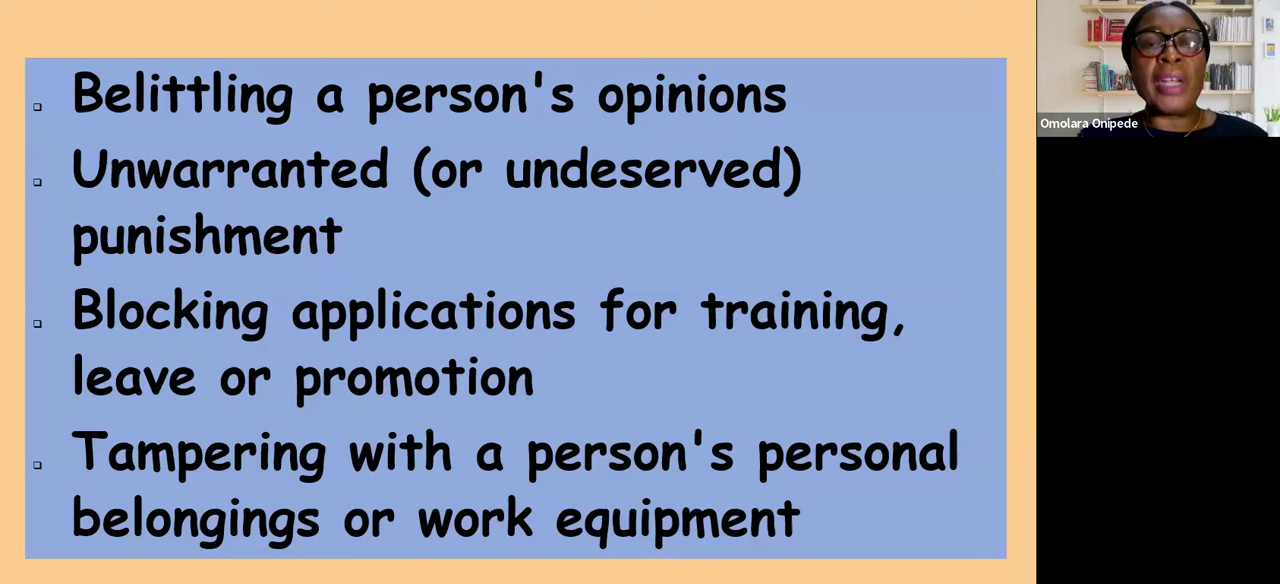 Belittling a person's opinions
Unwarranted (or undeserved)
punishment
Blocking applications for training,
leave or promotion
Tampering with a person's personal
belongings or work equipment
Omolara Onipede